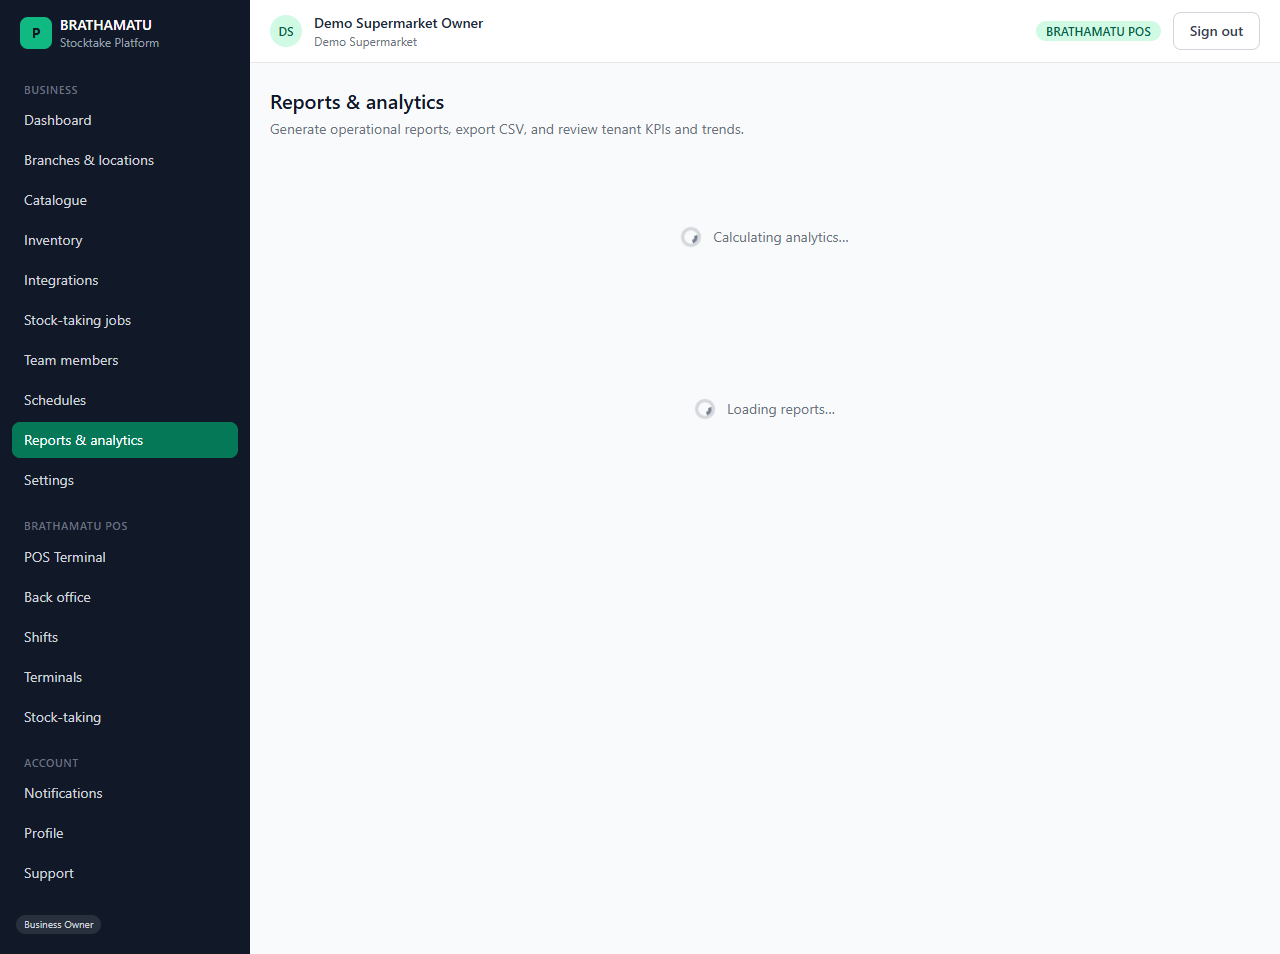 P
BRATHAMATU
Stocktake Platform
BUSINESS
Dashboard
Branches & locations
Catalogue
Inventory
Integrations
Stock-taking jobs
Team members
Schedules
Reports & analytics
Settings
BRATHAMATU POS
POS Terminal
Back office
Shifts
Terminals
Stock-taking
ACCOUNT
Notifications
Profile
Support
Business Owner
DS
Demo Supermarket Owner
Demo Supermarket
BRATHAMATU POS
Sign out
Reports & analytics
Generate operational reports, export CSV, and review tenant KPIs and trends.
Calculating analytics...
Loading reports...